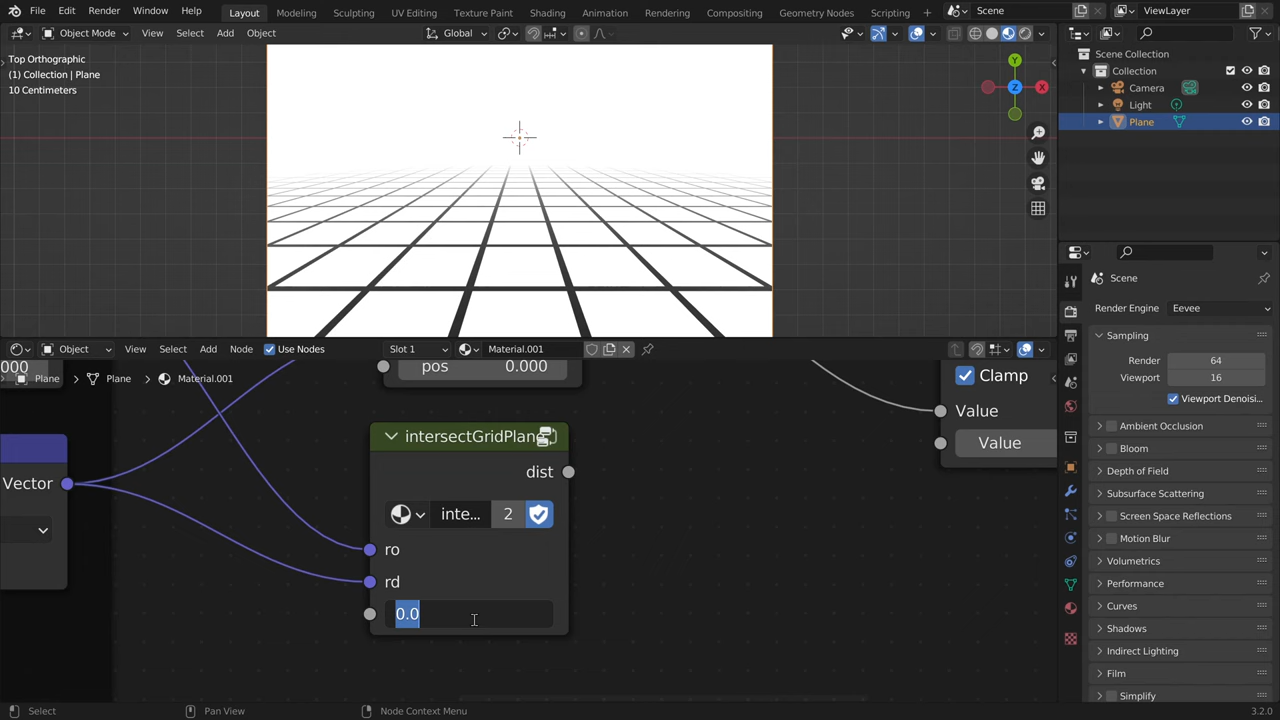 File Edit Render Window Help Layout Modeling Sculpting UV Editing Texture Paint Shading Animation Rendering Compositing Geometry Nodes Scripting + Scene ViewLayer
Object Mode View Select Add Object Global
Top Orthographic
(1) Collection | Plane
10 Centimeters
Y
Z
X
Scene Collection
Collection
Camera
Light
Plane
Scene
Render Engine Eevee
Sampling
Render 64
Viewport 16
Viewport Denoisi...
Ambient Occlusion
Bloom
Depth of Field
Subsurface Scattering
Screen Space Reflections
Motion Blur
Volumetrics
Performance
Curves
Shadows
Indirect Lighting
Film
Simplify
Object View Select Add Node Use Nodes Slot 1 Material.001
000
pos 0.000
Plane Plane Material.001
Clamp
Value
Value
Vector
intersectGridPlan
dist
inte... 2
ro
rd
0.0
Select Pan View Node Context Menu 3.2.0